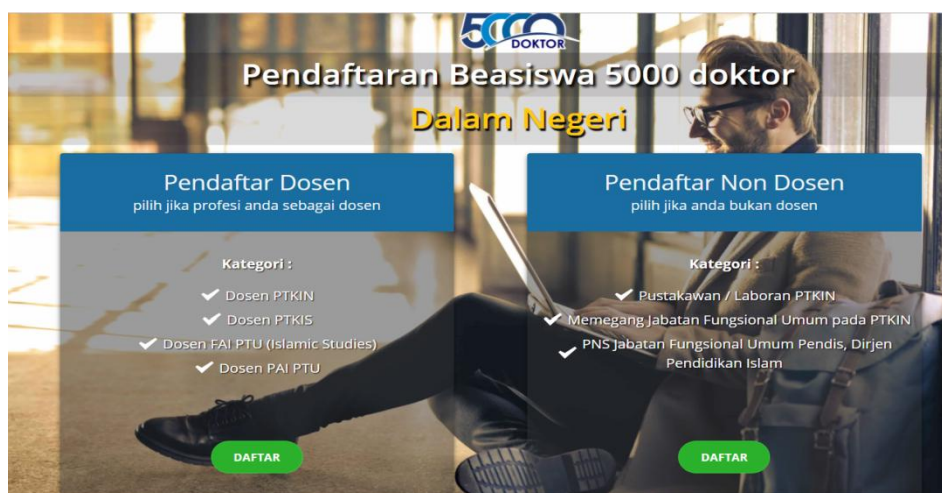 5000
DOKTOR
Pendaftaran Beasiswa 5000 doktor
Dalam Negeri
Pendaftar Dosen
pilih jika profesi anda sebagai dosen
Kategori :
Dosen PTKIN
Dosen PTKIS
Dosen FAI PTU (Islamic Studies)
Dosen PAI PTU
DAFTAR
Pendaftar Non Dosen
pilih jika anda bukan dosen
Kategori :
Pustakawan / Laboran PTKIN
Memegang Jabatan Fungsional Umum pada PTKIN
PNS Jabatan Fungsional Umum Pendis, Dirjen
Pendidikan Islam
DAFTAR